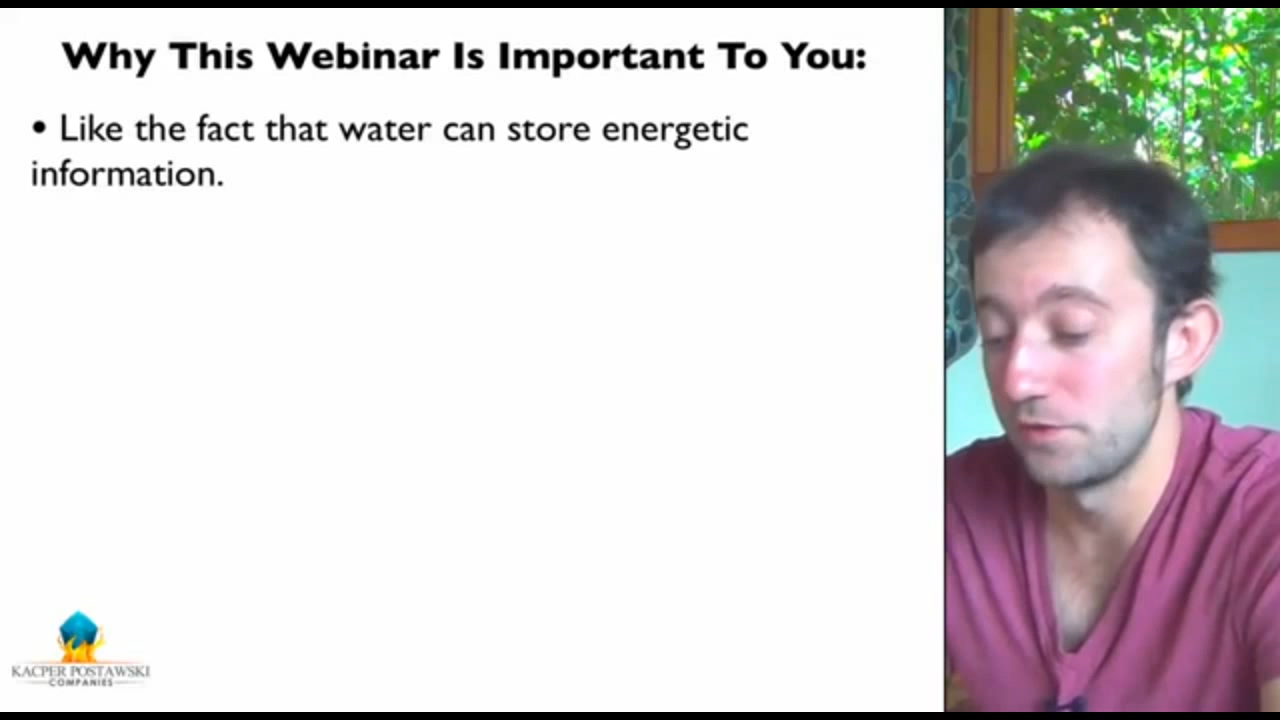 Why This Webinar Is Important To You:
• Like the fact that water can store energetic
information.
KACPER POSTAWSKI
COMPANIES